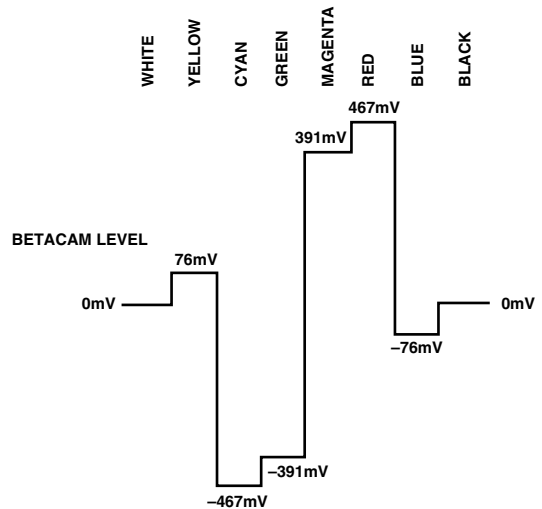 WHITE
YELLOW
CYAN
GREEN
MAGENTA
RED
BLUE
BLACK
467mV
391mV
BETACAM LEVEL
76mV
0mV
0mV
–76mV
–391mV
–467mV